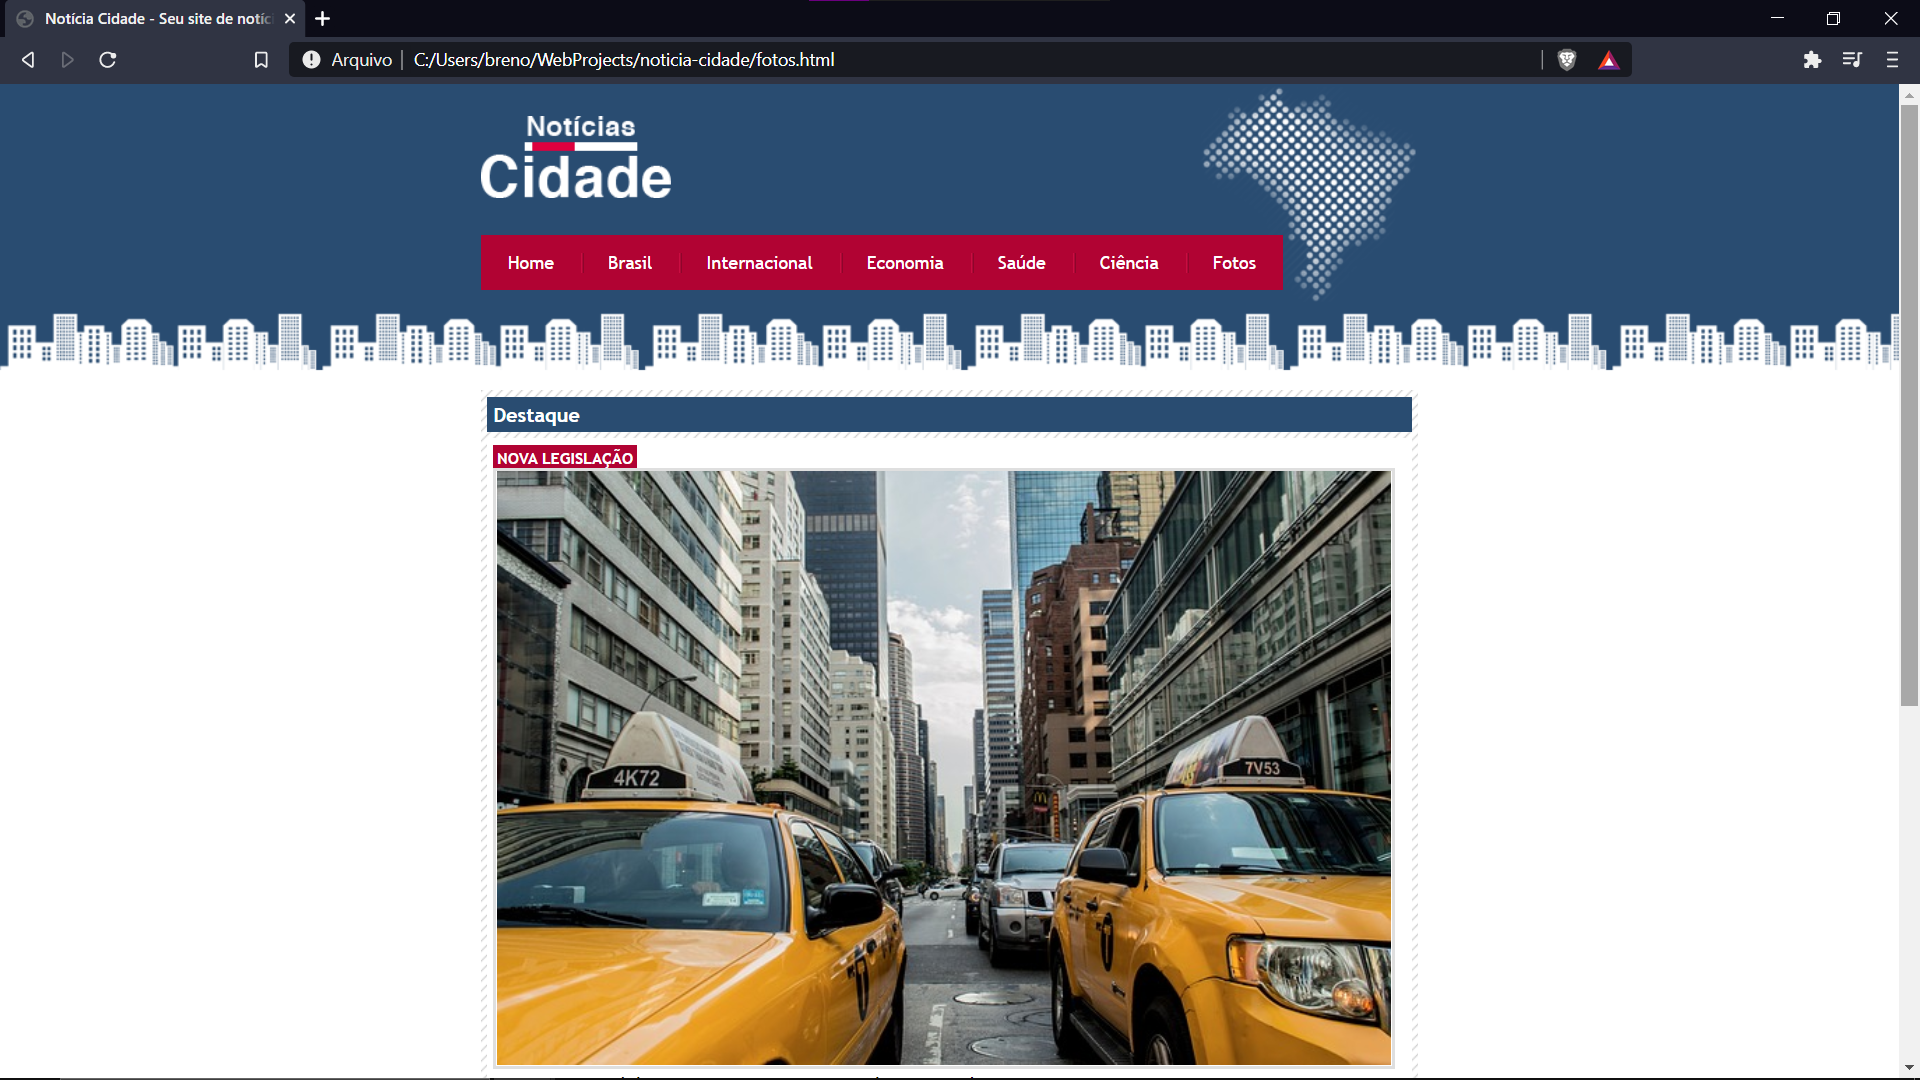 Notícia Cidade - Seu site de notíc
Arquivo
C:/Users/breno/WebProjects/noticia-cidade/fotos.html
Notícias
Cidade
Home
Brasil
Internacional
Economia
Saúde
Ciência
Fotos
Destaque
NOVA LEGISLAÇÃO
4K72
7V53